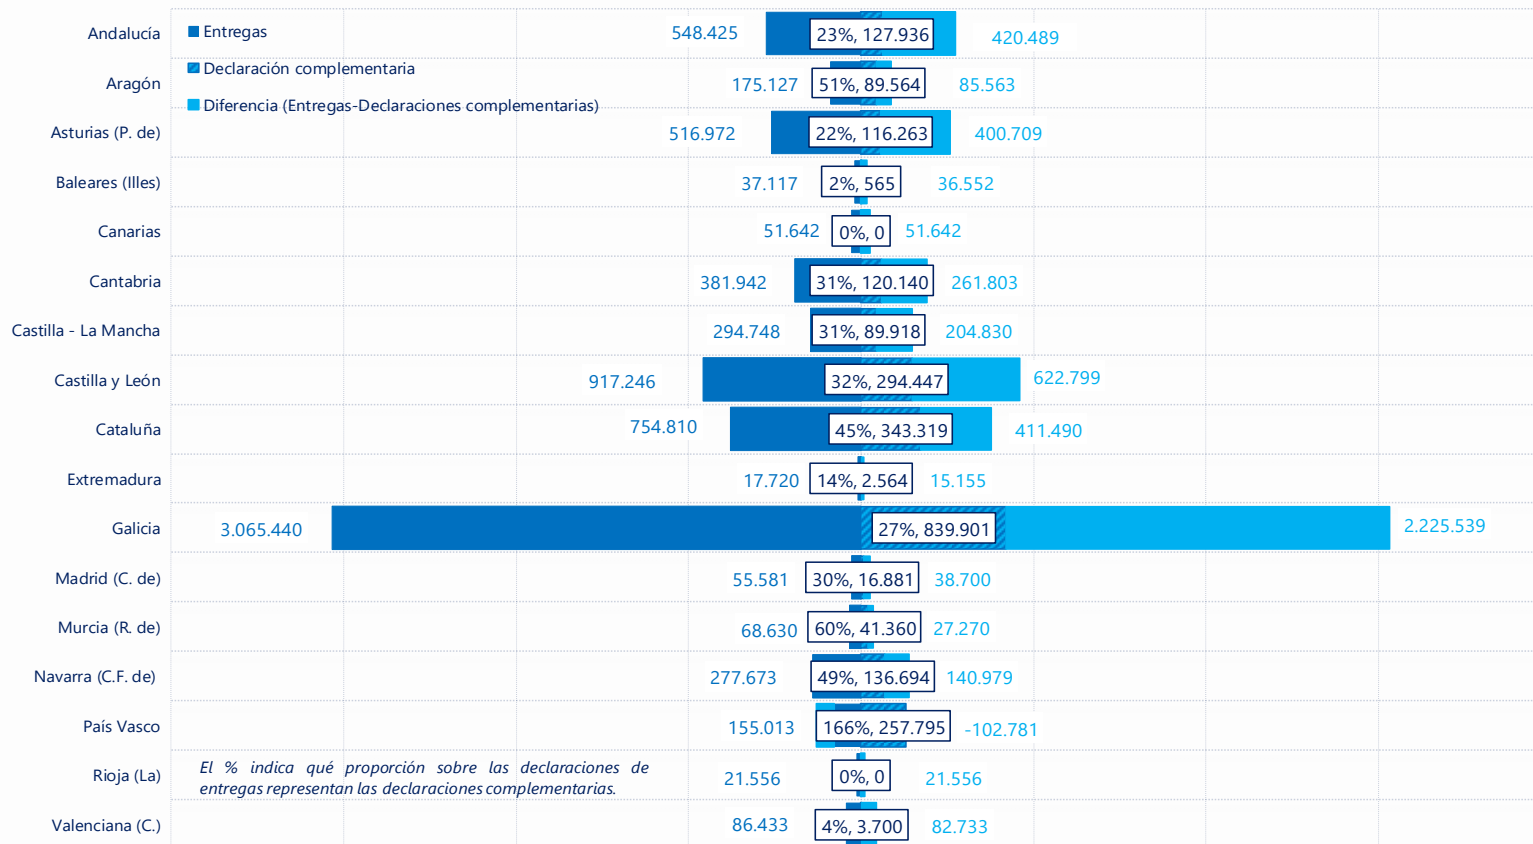 Entregas
Declaración complementaria
Diferencia (Entregas-Declaraciones complementarias)
Andalucía 548.425 23%, 127.936 420.489
Aragón 175.127 51%, 89.564 85.563
Asturias (P. de) 516.972 22%, 116.263 400.709
Baleares (Illes) 37.117 2%, 565 36.552
Canarias 51.642 0%, 0 51.642
Cantabria 381.942 31%, 120.140 261.803
Castilla - La Mancha 294.748 31%, 89.918 204.830
Castilla y León 917.246 32%, 294.447 622.799
Cataluña 754.810 45%, 343.319 411.490
Extremadura 17.720 14%, 2.564 15.155
Galicia 3.065.440 27%, 839.901 2.225.539
Madrid (C. de) 55.581 30%, 16.881 38.700
Murcia (R. de) 68.630 60%, 41.360 27.270
Navarra (C.F. de) 277.673 49%, 136.694 140.979
País Vasco 155.013 166%, 257.795 -102.781
Rioja (La) 21.556 0%, 0 21.556
Valenciana (C.) 86.433 4%, 3.700 82.733
El % indica qué proporción sobre las declaraciones de
entregas representan las declaraciones complementarias.